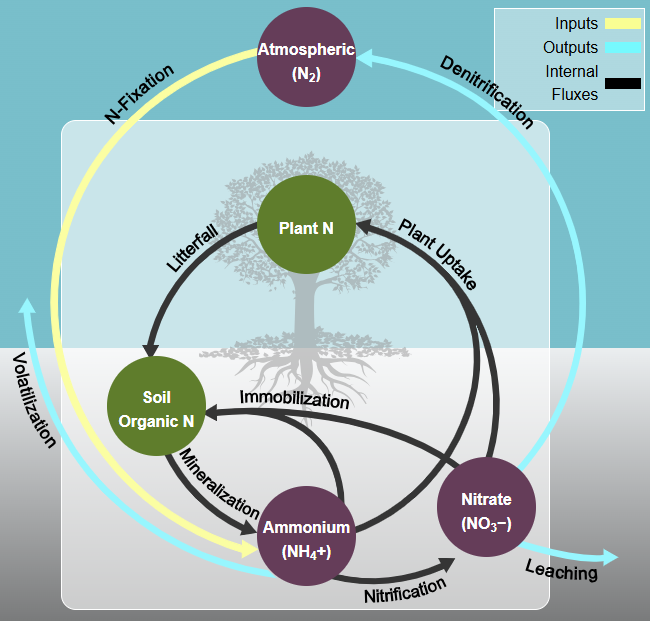 Inputs
Outputs
Internal
Fluxes
Atmospheric
(N₂)
N-Fixation
Denitrification
Plant N
Litterfall
Plant Uptake
Volatilization
Soil
Organic N
Immobilization
Mineralization
Ammonium
(NH₄+)
Nitrate
(NO₃−)
Nitrification
Leaching